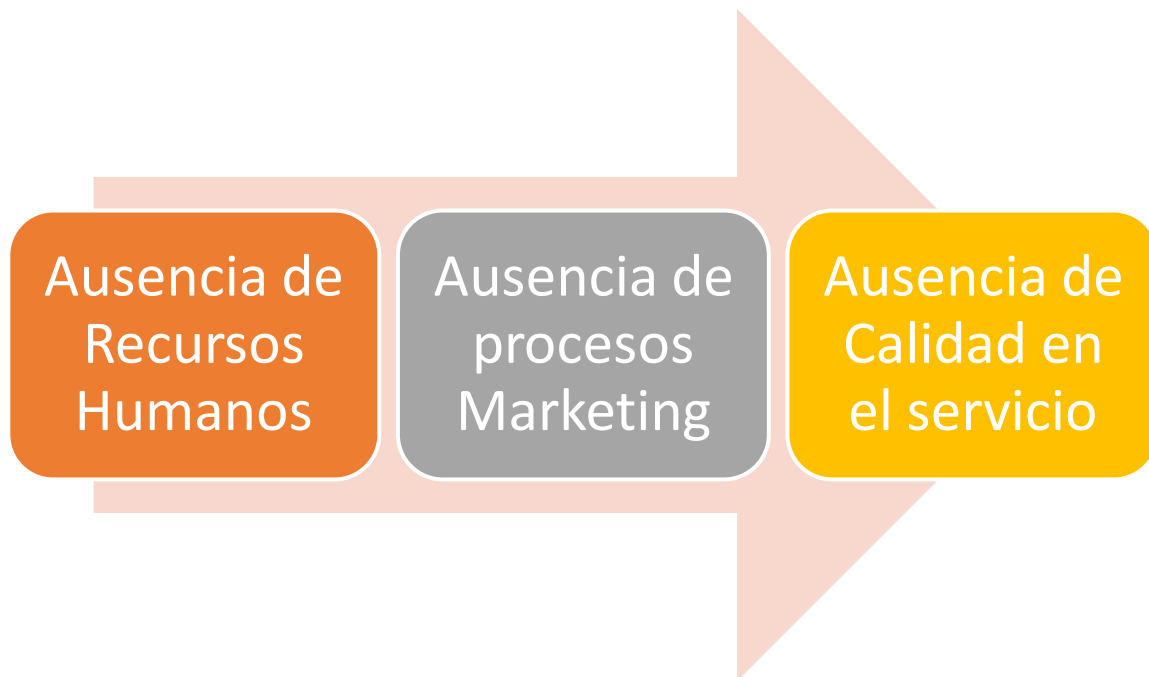 Ausencia de
Recursos
Humanos
Ausencia de
procesos
Marketing
Ausencia de
Calidad en
el servicio